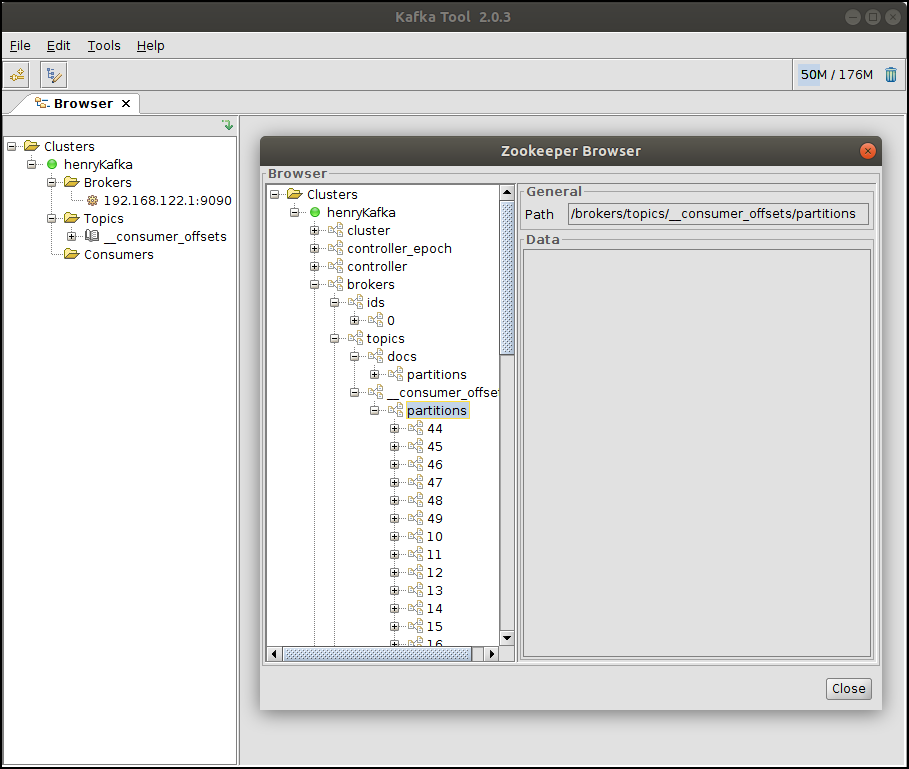 Kafka Tool 2.0.3
File Edit Tools Help
50M / 176M
Browser
Clusters
henryKafka
Brokers
192.168.122.1:9090
Topics
__consumer_offsets
Consumers
Zookeeper Browser
Browser
Clusters
henryKafka
cluster
controller_epoch
controller
brokers
ids
0
topics
docs
partitions
__consumer_offset
partitions
44
45
46
47
48
49
10
11
12
13
14
15
16
General
Path /brokers/topics/__consumer_offsets/partitions
Data
Close